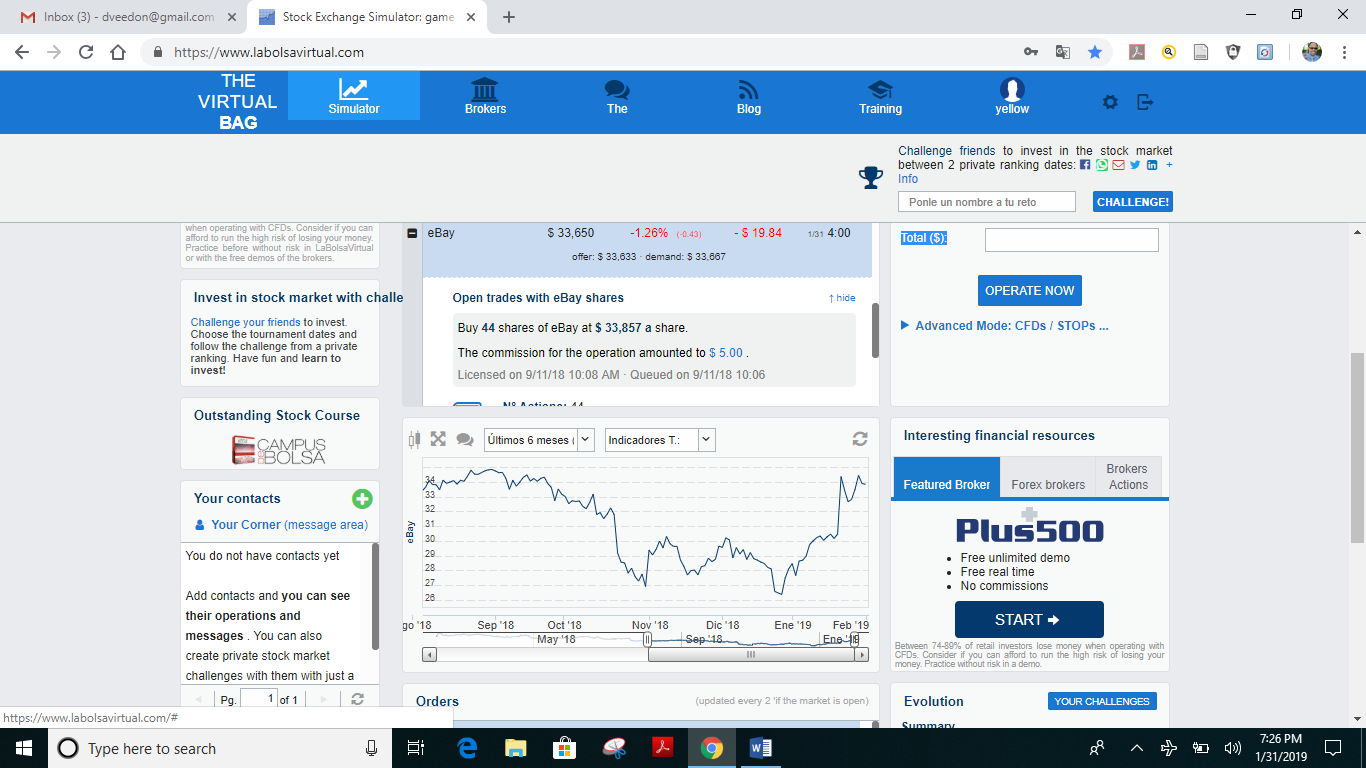 Inbox (3) - dveedon@gmail.com
Stock Exchange Simulator: game
https://www.labolsavirtual.com
THE
VIRTUAL
BAG
Simulator
Brokers
The
Blog
Training
yellow
Challenge friends to invest in the stock market
between 2 private ranking dates:
+
Info
Ponle un nombre a tu reto
CHALLENGE!
when operating with CFDs. Consider if you can
afford to run the high risk of losing your money.
Practice before without risk in LaBolsaVirtual
or with the free demos of the brokers.
Invest in stock market with challe
Challenge your friends to invest.
Choose the tournament dates and
follow the challenge from a private
ranking. Have fun and learn to
invest!
Outstanding Stock Course
CAMPUS
DE BOLSA
Your contacts
Your Corner (message area)
You do not have contacts yet
Add contacts and you can see
their operations and
messages . You can also
create private stock market
challenges with them with just a
Pg. 1 of 1
https://www.labolsavirtual.com/#
eBay $ 33,650 -1.26% (-0.43) - $ 19.84 1/31 4:00
offer: $ 33,633 · demand: $ 33,667
Open trades with eBay shares
↑ hide
Buy 44 shares of eBay at $ 33,857 a share.
The commission for the operation amounted to $ 5.00 .
Licensed on 9/11/18 10:08 AM · Queued on 9/11/18 10:06
Nº Actions: 44
Últimos 6 meses (
Indicadores T.:
eBay
34
33
32
31
30
29
28
27
26
go '18 Sep '18 Oct '18 Nov '18 Dic '18 Ene '19 Feb '19
May '18 Sep '18 Ene '19
Orders
(updated every 2 'if the market is open)
Total ($):
OPERATE NOW
Advanced Mode: CFDs / STOPs ...
Interesting financial resources
Featured Broker
Forex brokers
Brokers
Actions
Plus500
Free unlimited demo
Free real time
No commissions
START
Between 74-89% of retail investors lose money when operating with
CFDs. Consider if you can afford to run the high risk of losing your
money. Practice without risk in a demo.
Evolution
YOUR CHALLENGES
Summary
Type here to search
7:26 PM
1/31/2019